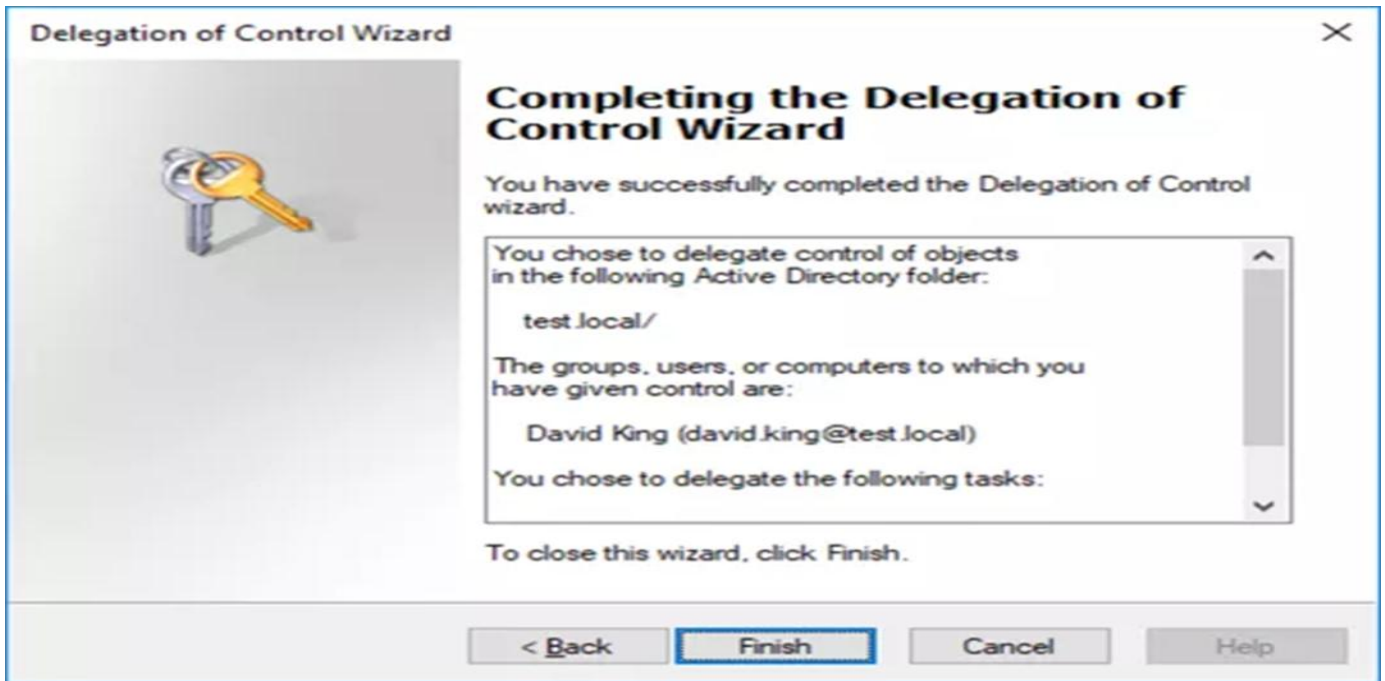 Delegation of Control Wizard
Completing the Delegation of
Control Wizard
You have successfully completed the Delegation of Control
wizard.
You chose to delegate control of objects
in the following Active Directory folder:
test.local/
The groups, users, or computers to which you
have given control are:
David King (david.king@test.local)
You chose to delegate the following tasks:
To close this wizard, click Finish.
< Back
Finish
Cancel
Help